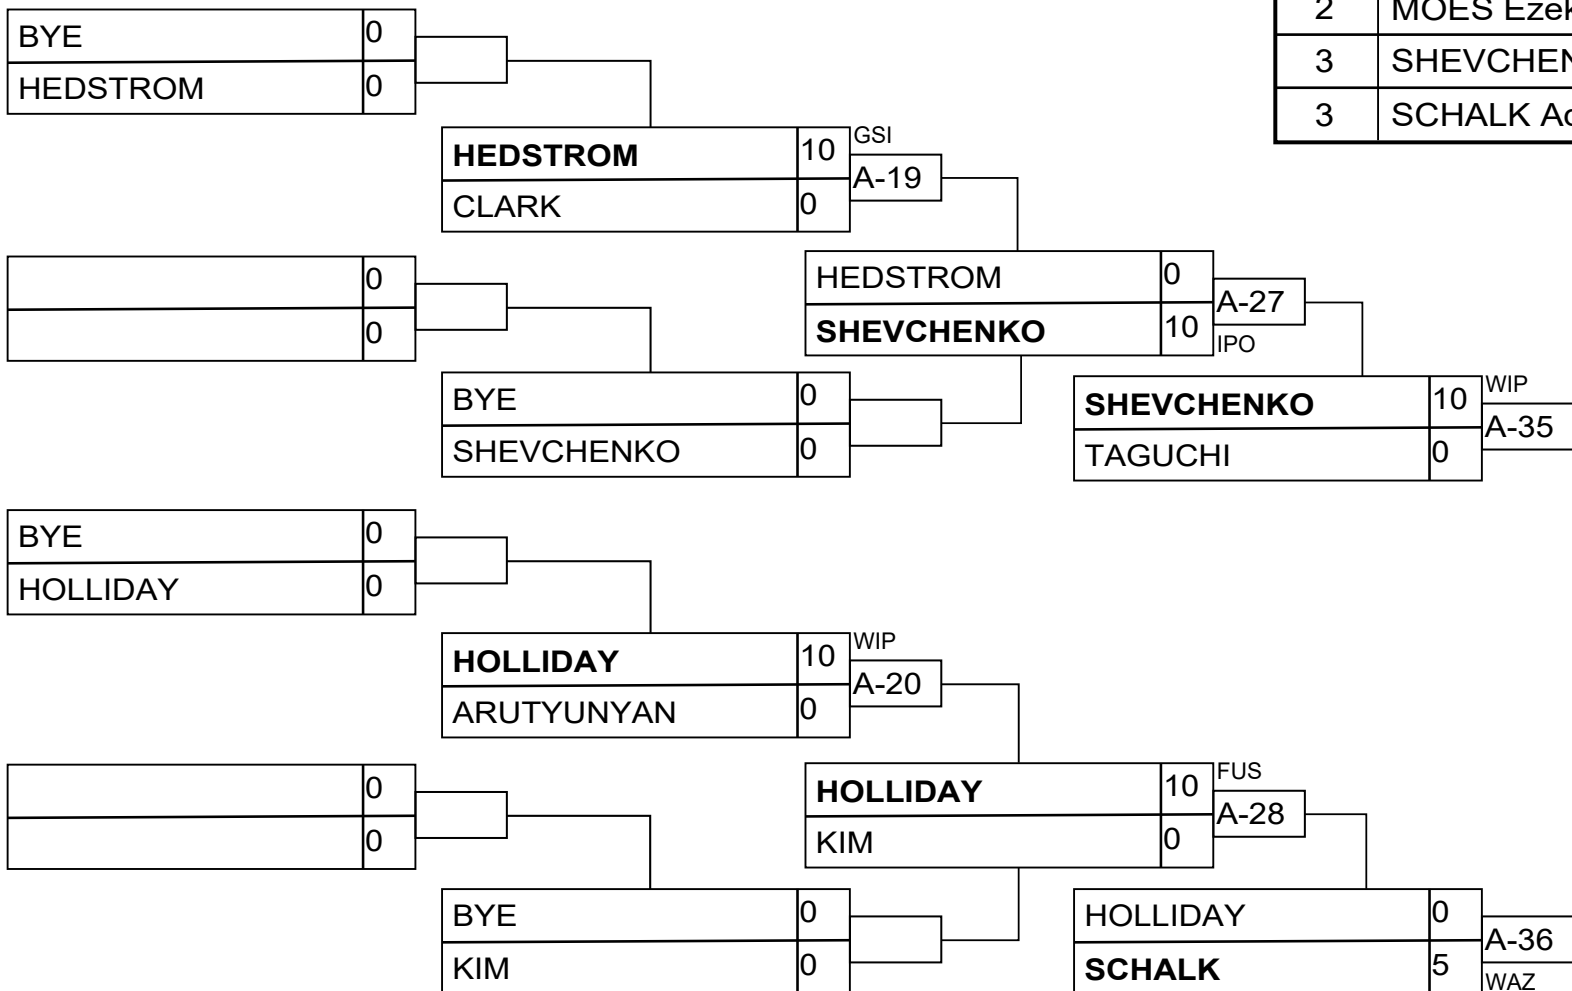 2 MOES
3
3 SCHALK
BYE 0
HEDSTROM 0
HEDSTROM 10 GSI
A-19
CLARK 0
0
0
HEDSTROM 0
A-27
SHEVCHENKO 10 IPO
BYE 0
SHEVCHENKO 0
SHEVCHENKO 10 WIP
A-35
TAGUCHI 0
BYE 0
HOLLIDAY 0
HOLLIDAY 10 WIP
A-20
ARUTYUNYAN 0
0
0
HOLLIDAY 10 FUS
A-28
KIM 0
BYE 0
KIM 0
HOLLIDAY 0
A-36
SCHALK 5 WAZ